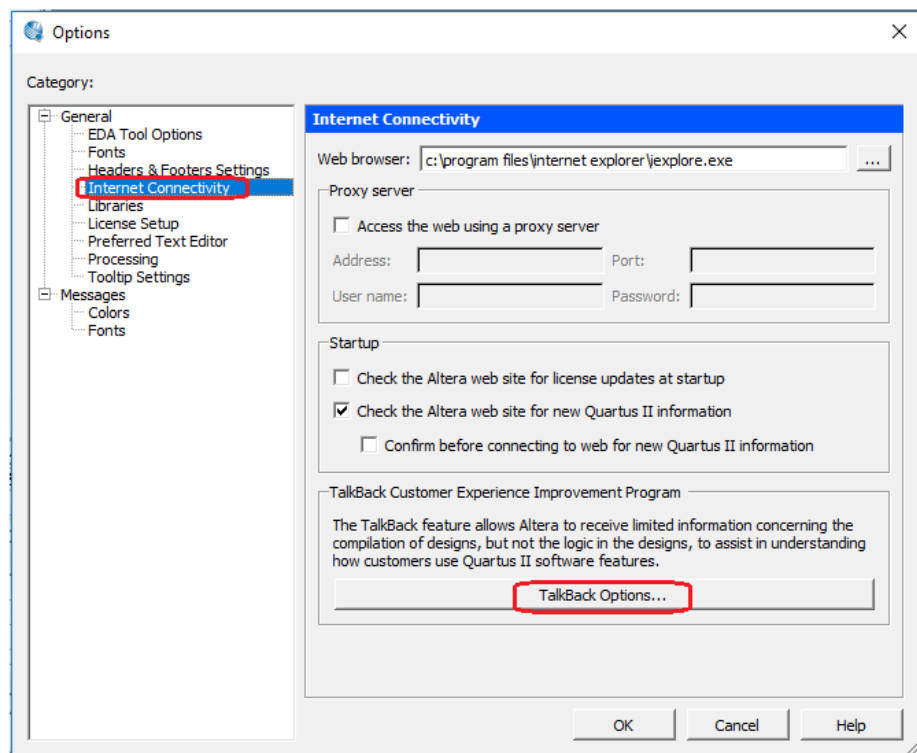 Options
Category:
General
EDA Tool Options
Fonts
Headers & Footers Settings
Internet Connectivity
Libraries
License Setup
Preferred Text Editor
Processing
Tooltip Settings
Messages
Colors
Fonts
Internet Connectivity
Web browser: c:\program files\internet explorer\iexplore.exe ...
Proxy server
Access the web using a proxy server
Address: Port:
User name: Password:
Startup
Check the Altera web site for license updates at startup
Check the Altera web site for new Quartus II information
Confirm before connecting to web for new Quartus II information
TalkBack Customer Experience Improvement Program
The TalkBack feature allows Altera to receive limited information concerning the
compilation of designs, but not the logic in the designs, to assist in understanding
how customers use Quartus II software features.
TalkBack Options...
OK Cancel Help